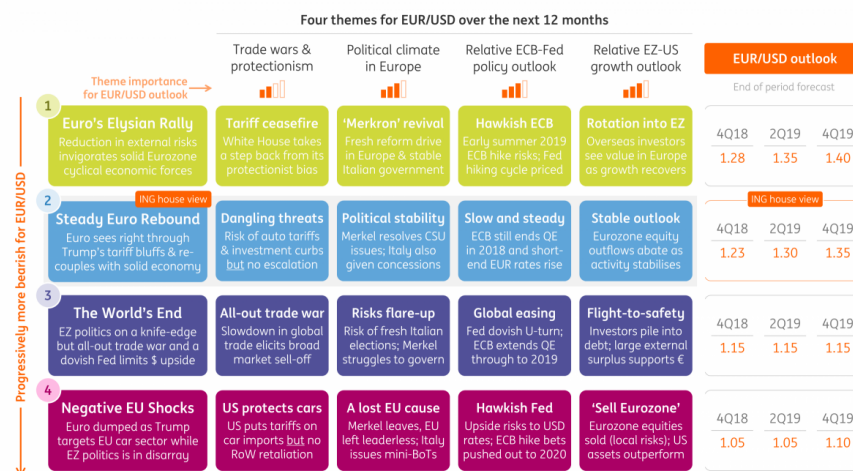 Four themes for EUR/USD over the next 12 months
Trade wars &
protectionism
Political climate
in Europe
Relative ECB-Fed
policy outlook
Relative EZ-US
growth outlook
EUR/USD outlook
Theme importance
for EUR/USD outlook
End of period forecast
Progressively more bearish for EUR/USD
1
Euro's Elysian Rally
Reduction in external risks
invigorates solid Eurozone
cyclical economic forces
Tariff ceasefire
White House takes
a step back from its
protectionist bias
'Merkron' revival
Fresh reform drive
in Europe & stable
Italian government
Hawkish ECB
Early summer 2019
ECB hike risks; Fed
hiking cycle priced
Rotation into EZ
Overseas investors
see value in Europe
as growth recovers
4Q18 2Q19 4Q19
1.28 1.35 1.40
2
ING house view
Steady Euro Rebound
Euro sees right through
Trump's tariff bluffs & re-
couples with solid economy
Dangling threats
Risk of auto tariffs
& investment curbs
but no escalation
Political stability
Merkel resolves CSU
issues; Italy also
given concessions
Slow and steady
ECB still ends QE
in 2018 and short-
end EUR rates rise
Stable outlook
Eurozone equity
outflows abate as
activity stabilises
ING house view
4Q18 2Q19 4Q19
1.23 1.30 1.35
3
The World's End
EZ politics on a knife-edge
but all-out trade war and a
dovish Fed limits $ upside
All-out trade war
Slowdown in global
trade elicits broad
market sell-off
Risks flare-up
Risk of fresh Italian
elections; Merkel
struggles to govern
Global easing
Fed dovish U-turn;
ECB extends QE
through to 2019
Flight-to-safety
Investors pile into
debt; large external
surplus supports €
4Q18 2Q19 4Q19
1.15 1.15 1.15
4
Negative EU Shocks
Euro dumped as Trump
targets EU car sector while
EZ politics is in disarray
US protects cars
US puts tariffs on
car imports but no
RoW retaliation
A lost EU cause
Merkel leaves, EU
left leaderless; Italy
issues mini-BoTs
Hawkish Fed
Upside risks to USD
rates; ECB hike bets
pushed out to 2020
'Sell Eurozone'
Eurozone equities
sold (local risks); US
assets outperform
4Q18 2Q19 4Q19
1.05 1.05 1.10